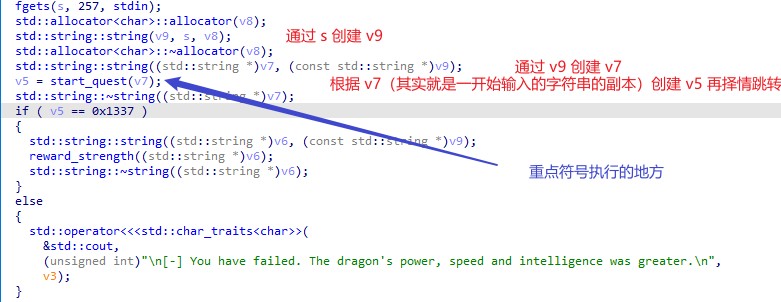 fgets(s, 257, stdin);
std::allocator<char>::allocator(v8);
std::string::string(v9, s, v8);
通过 s 创建 v9
std::allocator<char>::~allocator(v8);
std::string::string((std::string *)v7, (const std::string *)v9);
通过 v9 创建 v7
v5 = start_quest(v7);
根据 v7（其实就是一开始输入的字符串的副本）创建 v5 再择情跳转
std::string::~string((std::string *)v7);
if ( v5 == 0x1337 )
{
std::string::string((std::string *)v6, (const std::string *)v9);
reward_strength((std::string *)v6);
std::string::~string((std::string *)v6);
重点符号执行的地方
}
else
{
std::operator<<<std::char_traits<char>>(
&std::cout,
(unsigned int)"\n[-] You have failed. The dragon's power, speed and intelligence was greater.\n",
v3);
}